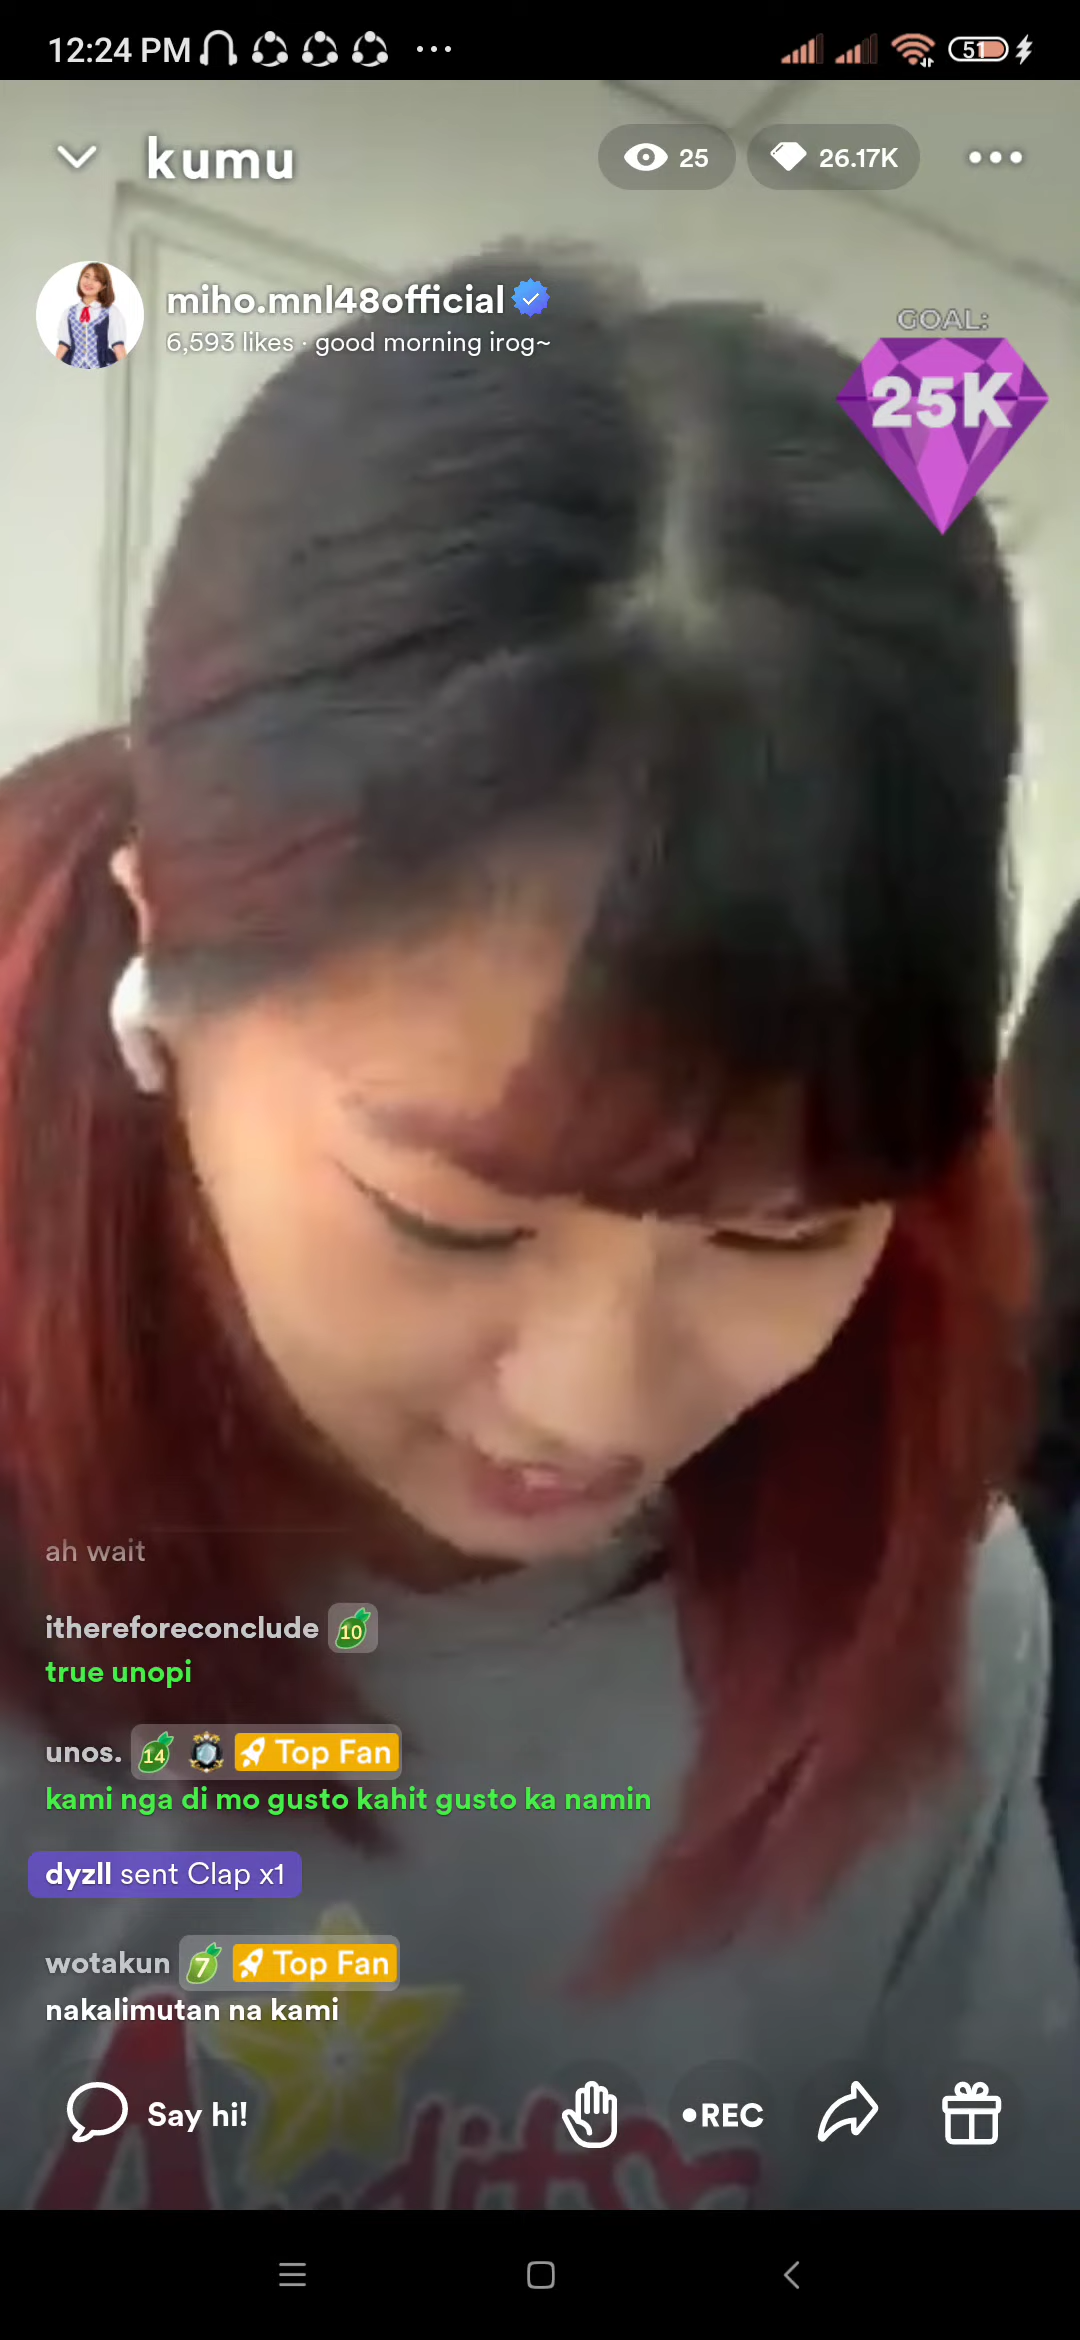 12:24 PM
51
kumu
25
26.17K
miho.mnl48official
6,593 likes · good morning irog~
GOAL:
25K
ah wait
ithereforeconclude 10
true unopi
unos. 14 Top Fan
kami nga di mo gusto kahit gusto ka namin
dyzll sent Clap x1
wotakun 7 Top Fan
nakalimutan na kami
Say hi!
•REC